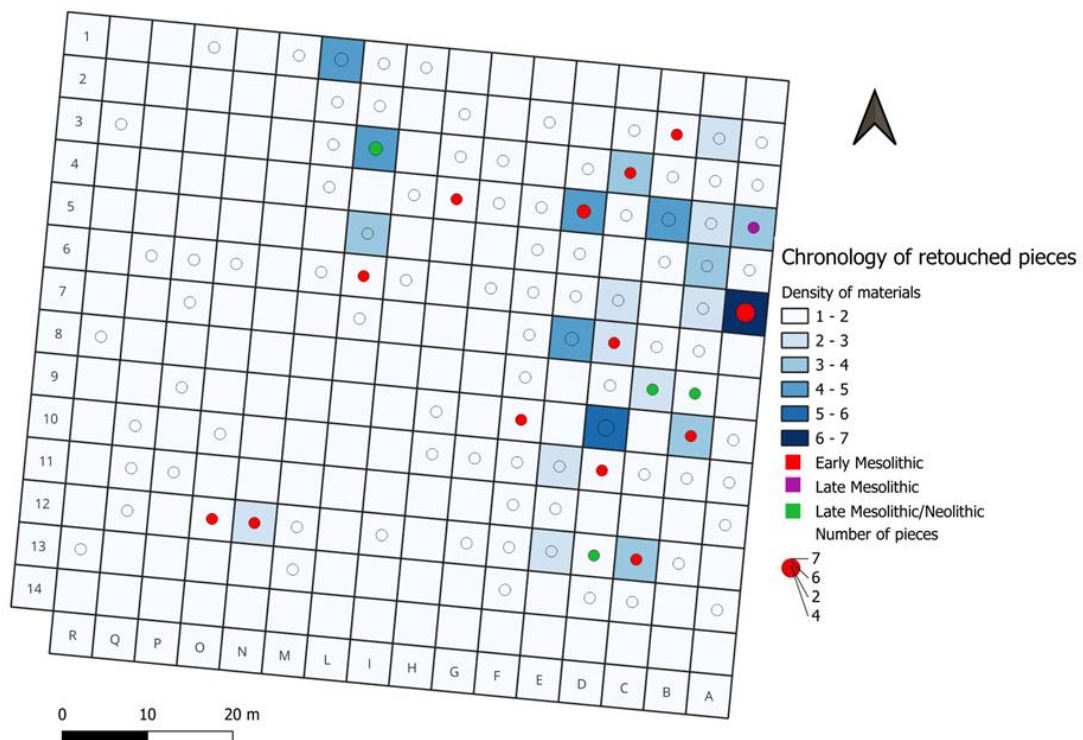 1
2
3
4
5
6
7
8
9
10
11
12
13
14
R Q P O N M L I H G F E D C B A
Chronology of retouched pieces
Density of materials
1 - 2
2 - 3
3 - 4
4 - 5
5 - 6
6 - 7
Early Mesolithic
Late Mesolithic
Late Mesolithic/Neolithic
Number of pieces
7
6
2
4
0 10 20 m